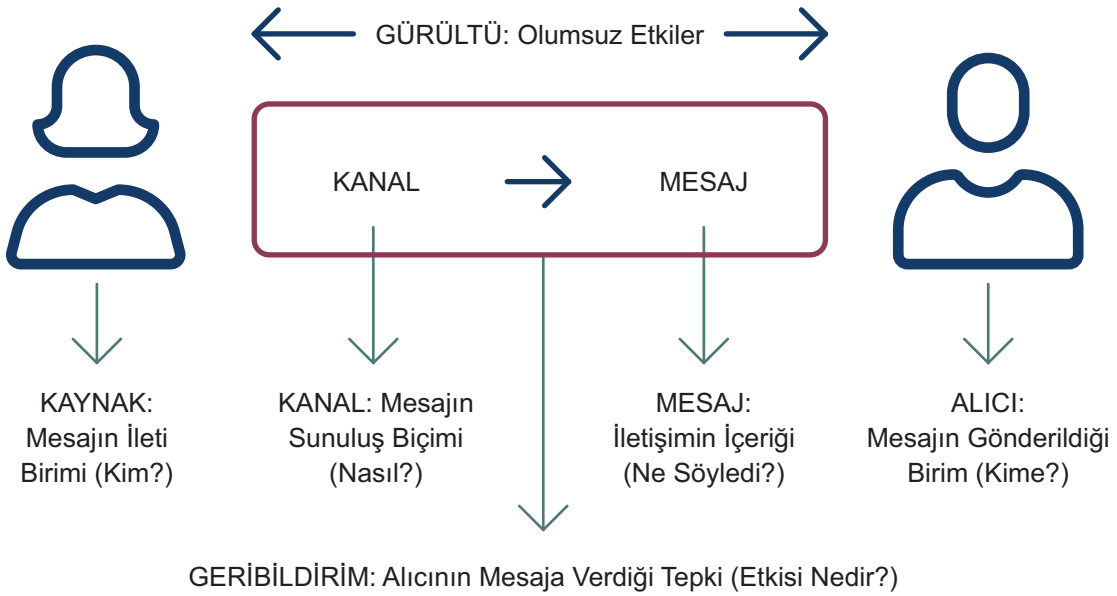 GÜRÜLTÜ: Olumsuz Etkiler
KANAL
MESAJ
KAYNAK:
Mesajın İleti
Birimi (Kim?)
KANAL: Mesajın
Sunuluş Biçimi
(Nasıl?)
MESAJ:
İletişimin İçeriği
(Ne Söyledi?)
ALICI:
Mesajın Gönderildiği
Birim (Kime?)
GERİBİLDİRİM: Alıcının Mesaja Verdiği Tepki (Etkisi Nedir?)